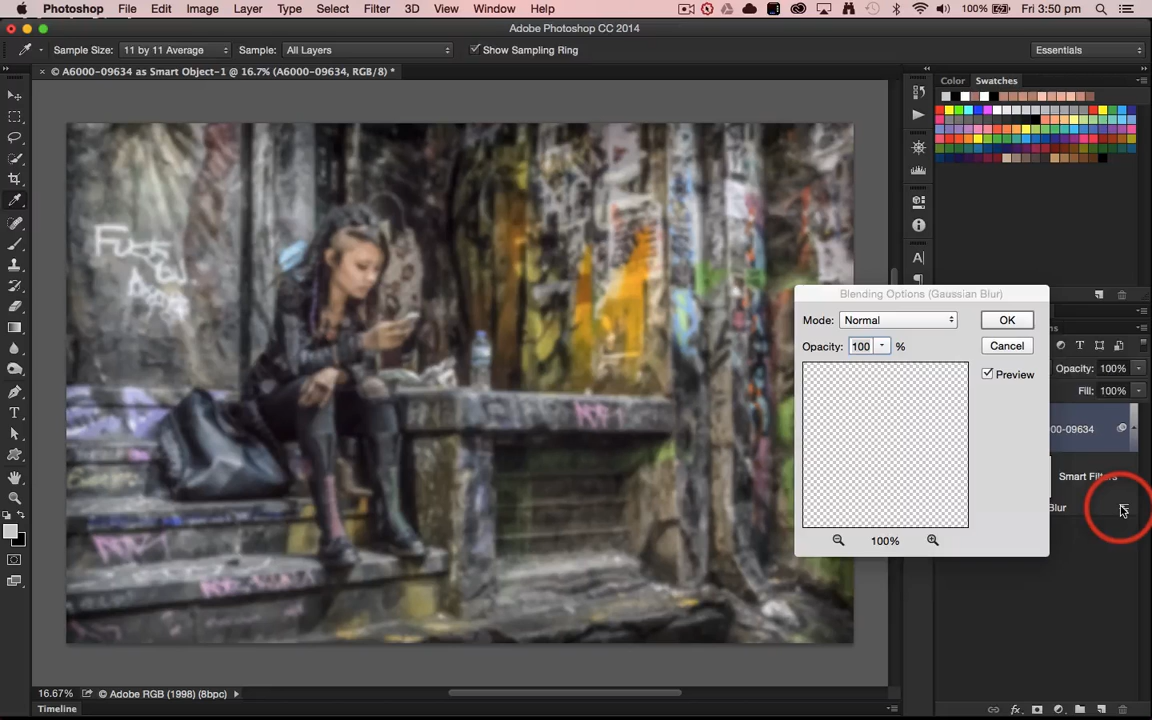 Photoshop File Edit Image Layer Type Select Filter 3D View Window Help 100% Fri 3:50 pm
Adobe Photoshop CC 2014
Sample Size: 11 by 11 Average Sample: All Layers Show Sampling Ring Essentials
× © A6000-09634 as Smart Object-1 @ 16.7% (A6000-09634, RGB/8) *
Color Swatches
Blending Options (Gaussian Blur)
Mode: Normal OK
Opacity: 100 % Cancel
Preview
100%
Opacity: 100%
Fill: 100%
00-09634
Smart Filters
Blur
16.67% © Adobe RGB (1998) (8bpc)
Timeline